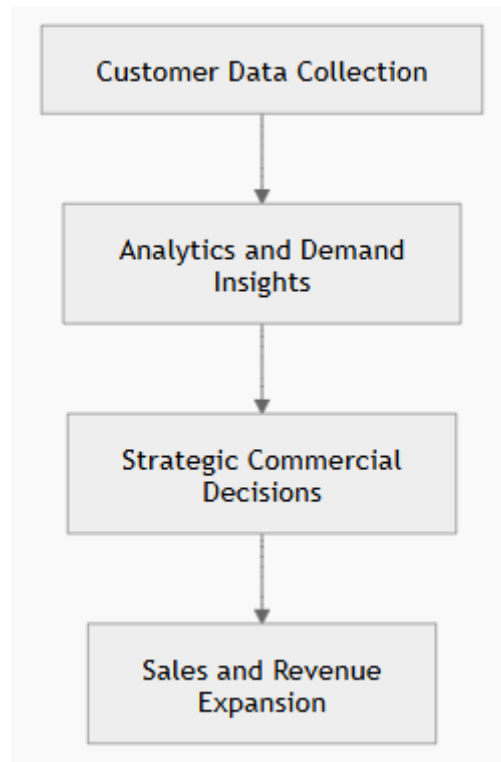 Customer Data Collection
Analytics and Demand
Insights
Strategic Commercial
Decisions
Sales and Revenue
Expansion